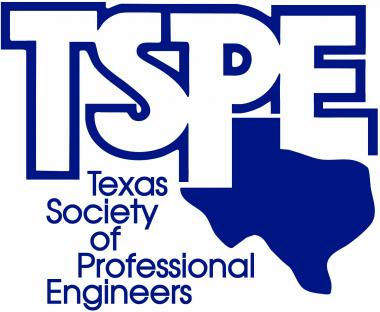 TSPE
Texas
Society
of
Professional
Engineers